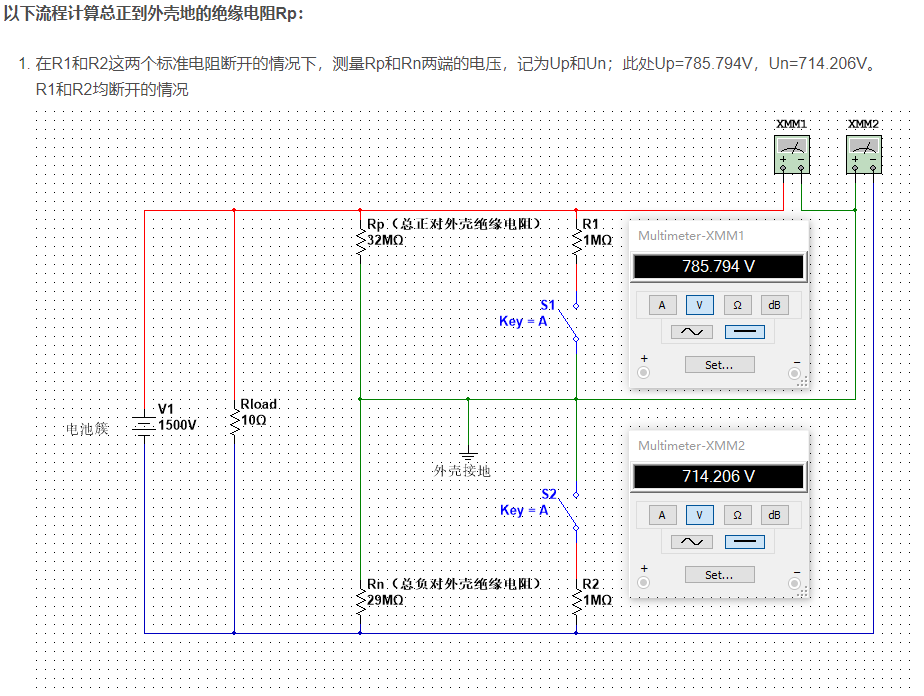 以下流程计算总正到外壳地的绝缘电阻Rp：
1. 在R1和R2这两个标准电阻断开的情况下，测量Rp和Rn两端的电压，记为Up和Un；此处Up=785.794V，Un=714.206V。
R1和R2均断开的情况
XMM1 XMM2
Rp（总正对外壳绝缘电阻）
32MΩ
R1
1MΩ
Multimeter-XMM1
785.794 V
A V Ω dB
Set...
+ −
S1
Key = A
V1
1500V
电池簇
Rload
10Ω
外壳接地
Multimeter-XMM2
714.206 V
A V Ω dB
Set...
+ −
S2
Key = A
Rn（总负对外壳绝缘电阻）
29MΩ
R2
1MΩ